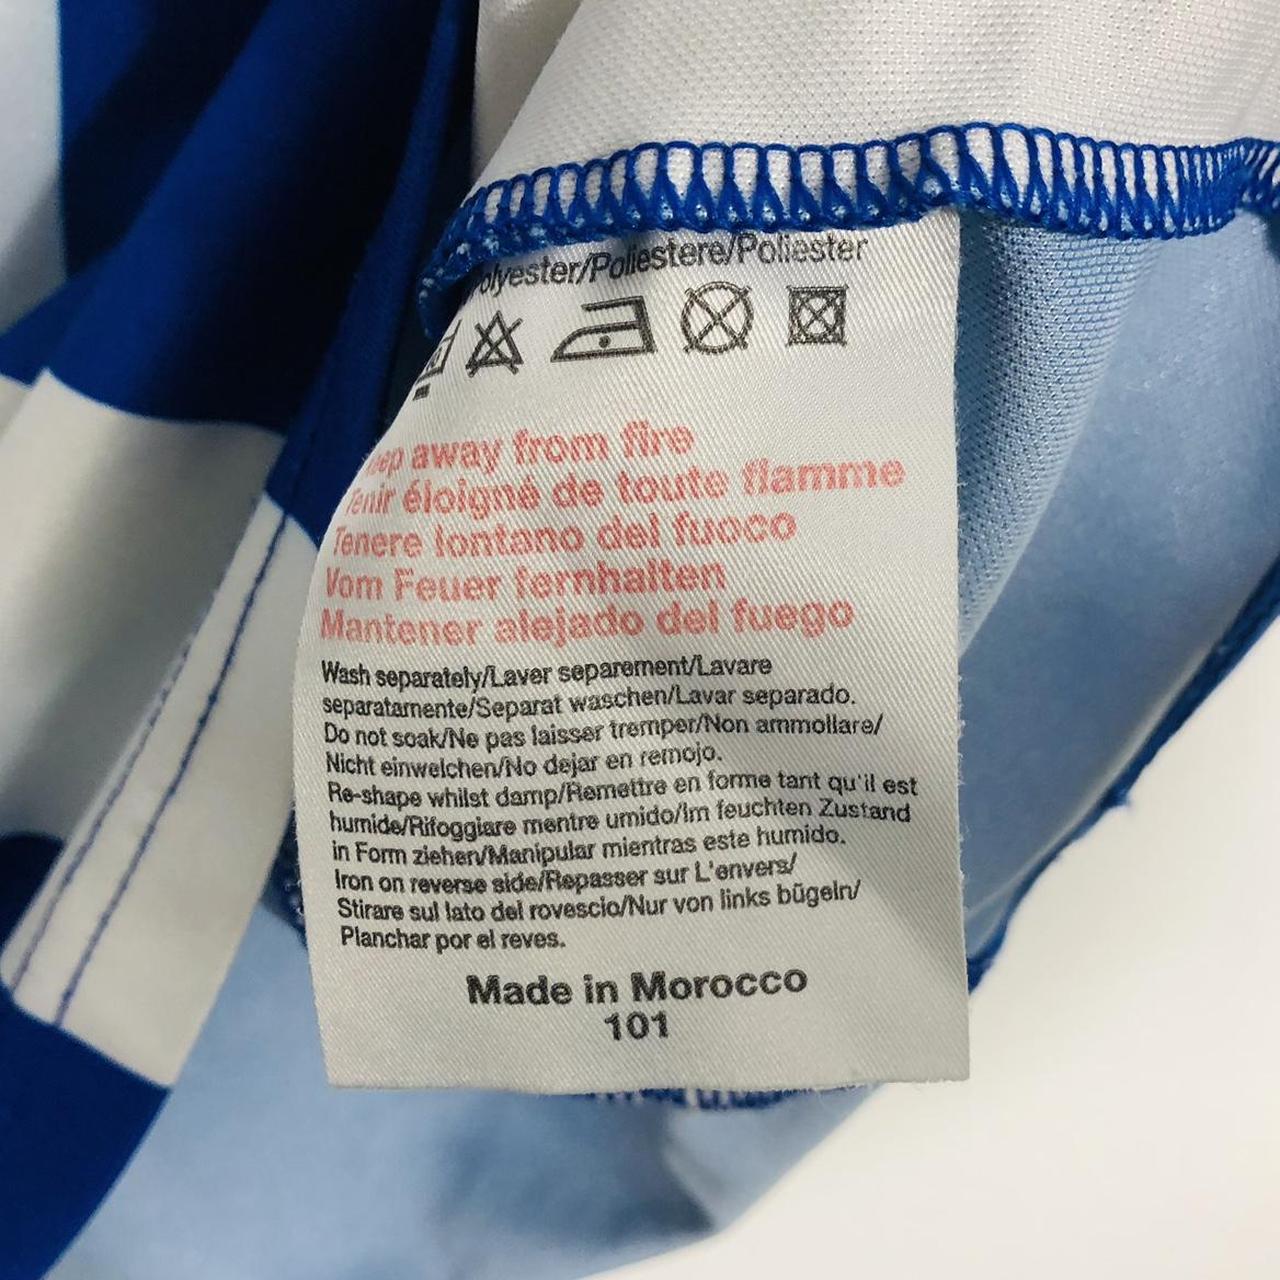 Polyester/Poliestere/Poliester
away from fire
Tenir éloigné de toute flamme
Tenere lontano del fuoco
Vom Feuer fernhalten
Mantener alejado del fuego
Wash separately/Laver separement/Lavare
separatamente/Separat waschen/Lavar separado.
Do not soak/Ne pas laisser tremper/Non ammollare/
Nicht einweichen/No dejar en remojo.
Re-shape whilst damp/Remettre en forme tant qu'il est
humide/Rifoggiare mentre umido/Im feuchten Zustand
in Form ziehen/Manipular mientras este humido.
Iron on reverse side/Repasser sur L'envers/
Stirare sul lato del rovescio/Nur von links bügeln/
Planchar por el reves.
Made in Morocco
101